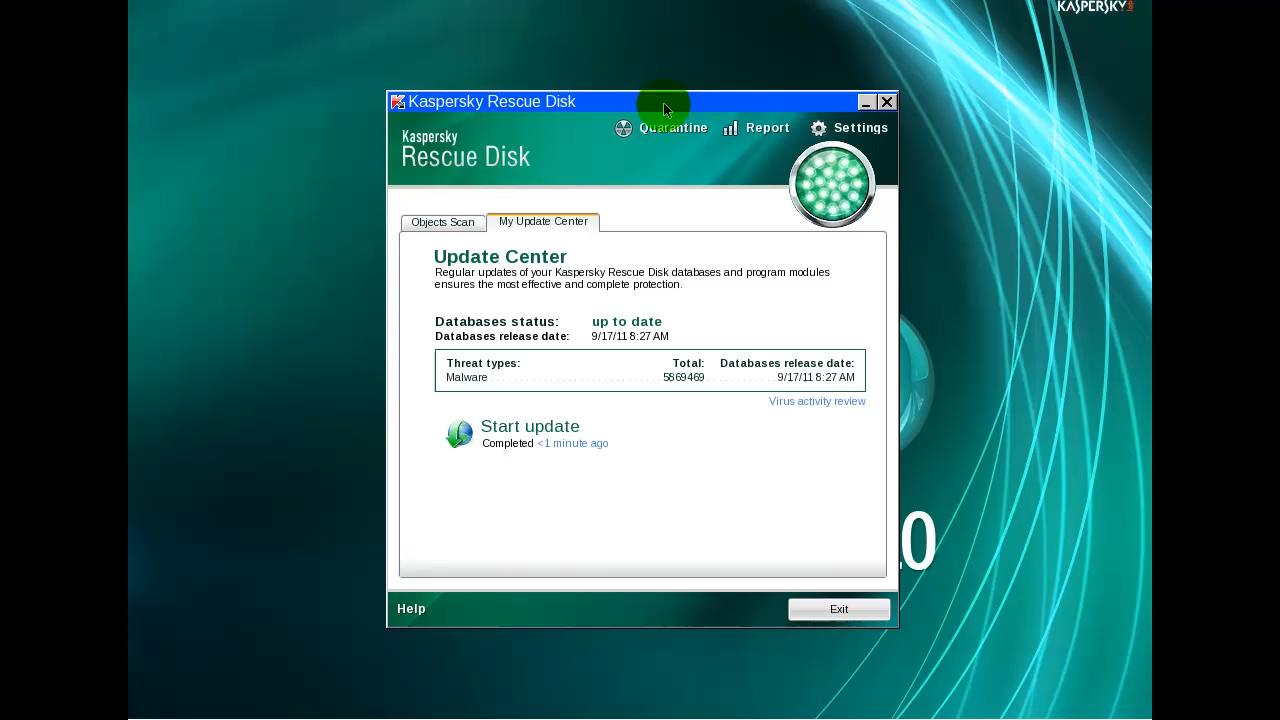 KASPERSKY
Kaspersky Rescue Disk
Quarantine Report Settings
Kaspersky
Rescue Disk
Objects Scan My Update Center
Update Center
Regular updates of your Kaspersky Rescue Disk databases and program modules
ensures the most effective and complete protection.
Databases status: up to date
Databases release date: 9/17/11 8:27 AM
Threat types: Total: Databases release date:
Malware 5869469 9/17/11 8:27 AM
Virus activity review
Start update
Completed <1 minute ago
0
Help Exit